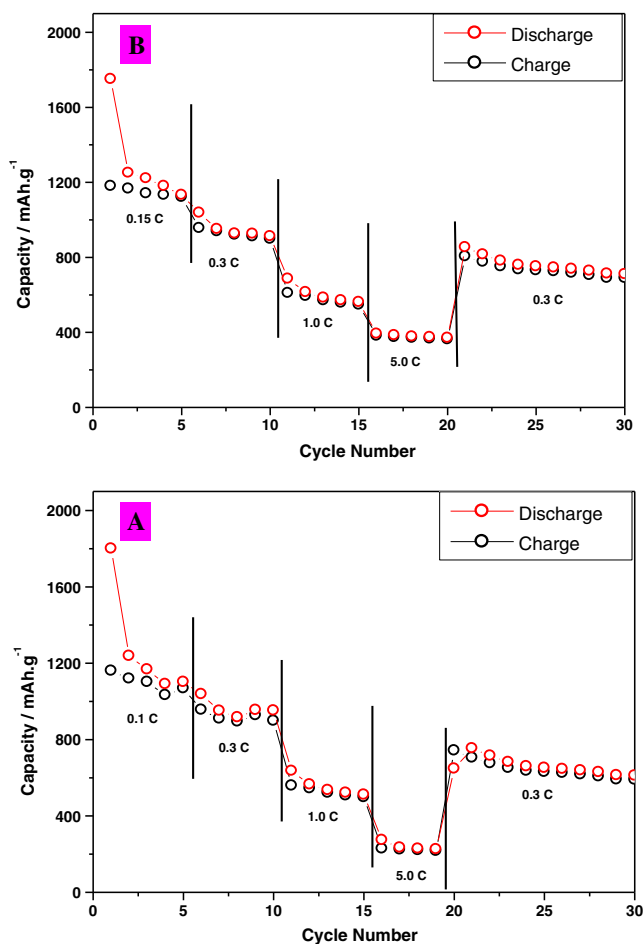 2000
1600
1200
800
400
0
Capacity / mAh.g⁻¹
B
Discharge
Charge
0.15 C
0.3 C
1.0 C
5.0 C
0.3 C
0 5 10 15 20 25 30
Cycle Number
2000
1600
1200
800
400
0
Capacity / mAh.g⁻¹
A
Discharge
Charge
0.1 C
0.3 C
1.0 C
5.0 C
0.3 C
0 5 10 15 20 25 30
Cycle Number